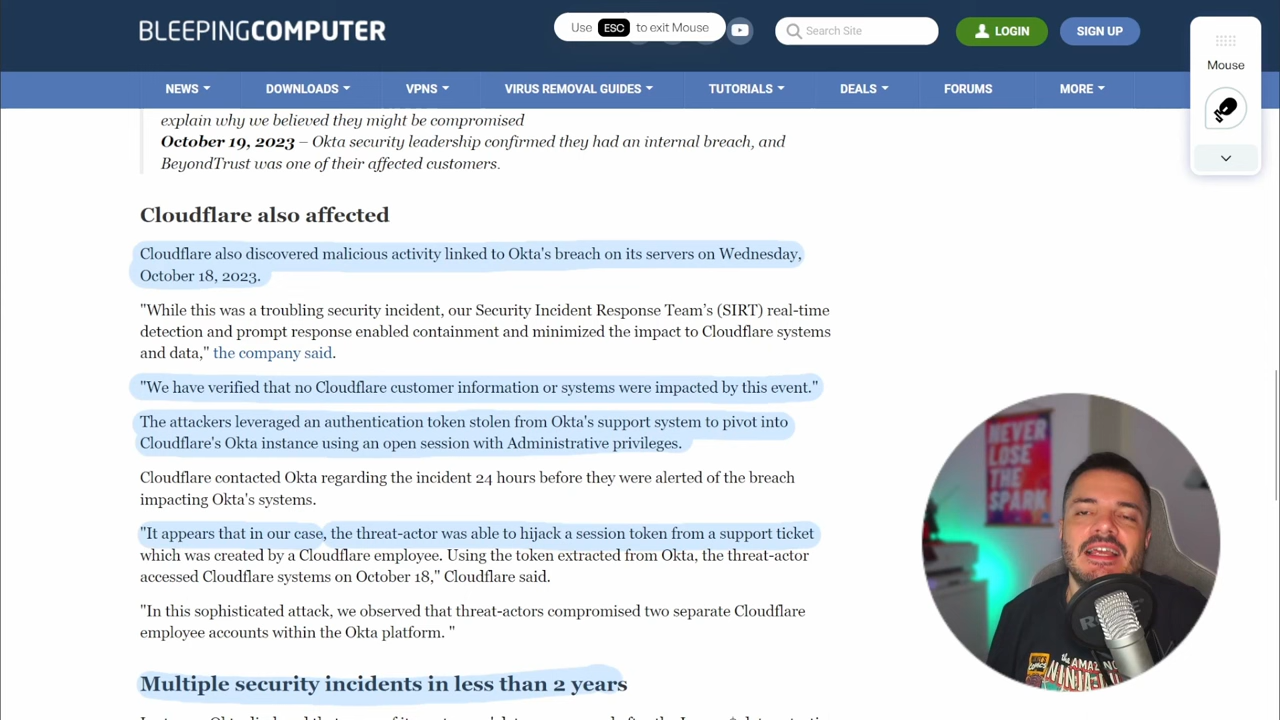 BLEEPINGCOMPUTER
Use ESC to exit Mouse
Search Site
LOGIN
SIGN UP
Mouse
NEWS
DOWNLOADS
VPNS
VIRUS REMOVAL GUIDES
TUTORIALS
DEALS
FORUMS
MORE
explain why we believed they might be compromised
October 19, 2023 – Okta security leadership confirmed they had an internal breach, and
BeyondTrust was one of their affected customers.
Cloudflare also affected
Cloudflare also discovered malicious activity linked to Okta's breach on its servers on Wednesday,
October 18, 2023.
"While this was a troubling security incident, our Security Incident Response Team's (SIRT) real-time
detection and prompt response enabled containment and minimized the impact to Cloudflare systems
and data," the company said.
"We have verified that no Cloudflare customer information or systems were impacted by this event."
The attackers leveraged an authentication token stolen from Okta's support system to pivot into
Cloudflare's Okta instance using an open session with Administrative privileges.
Cloudflare contacted Okta regarding the incident 24 hours before they were alerted of the breach
impacting Okta's systems.
"It appears that in our case, the threat-actor was able to hijack a session token from a support ticket
which was created by a Cloudflare employee. Using the token extracted from Okta, the threat-actor
accessed Cloudflare systems on October 18," Cloudflare said.
"In this sophisticated attack, we observed that threat-actors compromised two separate Cloudflare
employee accounts within the Okta platform. "
Multiple security incidents in less than 2 years
NEVER
LOSE
THE
SPARK
THE AMAZING
NINJA